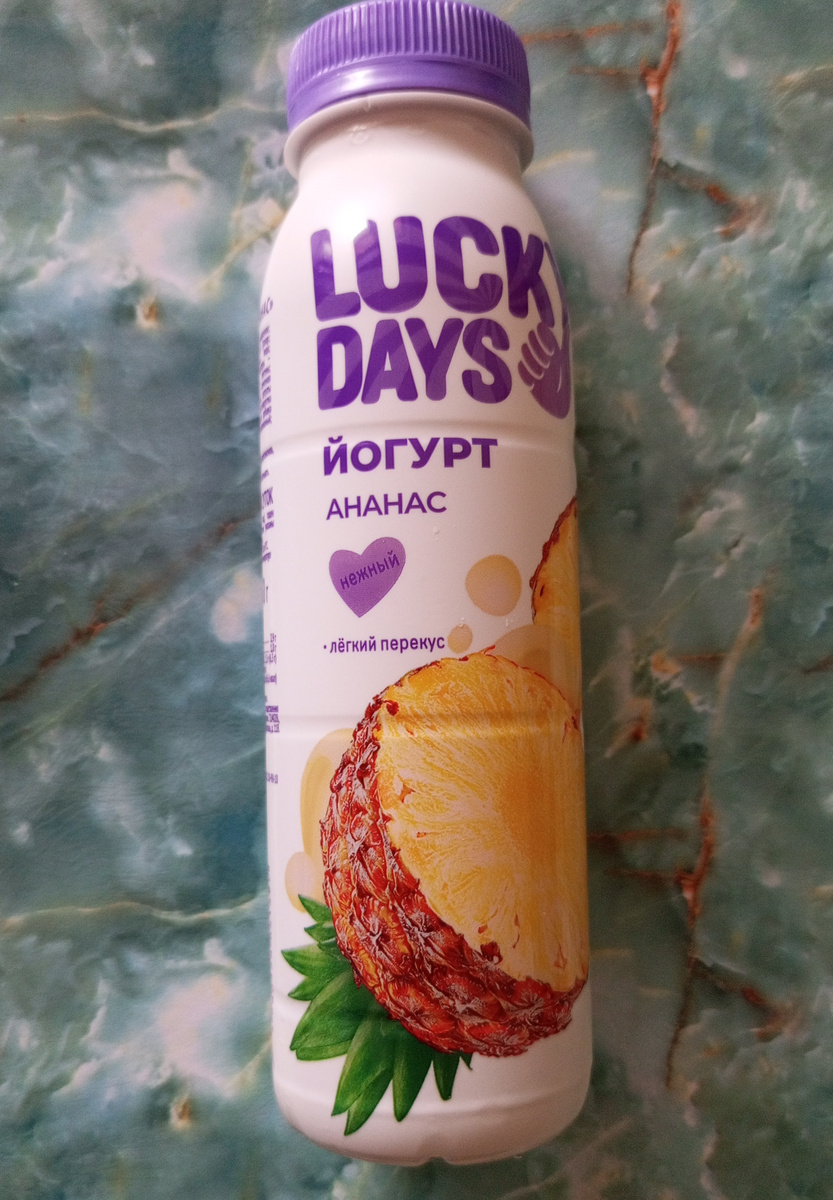 LUCKY
DAYS
ЙОГУРТ
АНАНАС
нежный
• лёгкий перекус